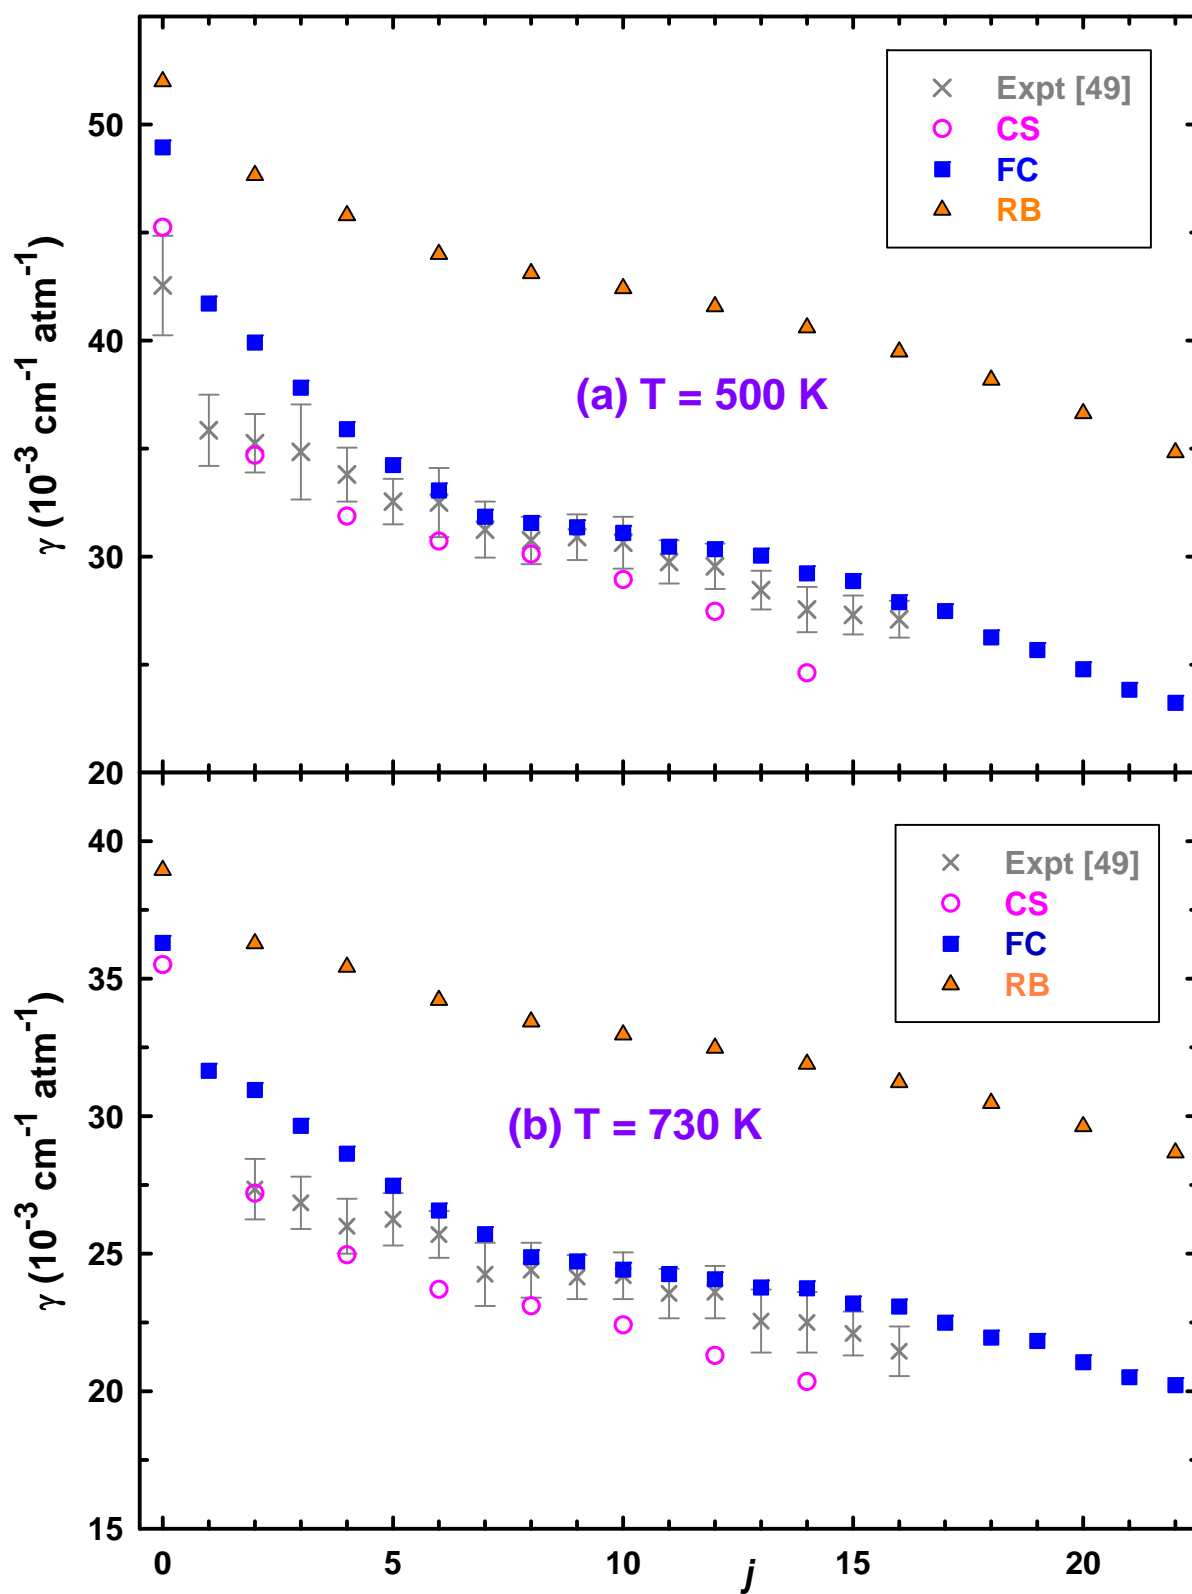 50
40
30
20
γ (10-3 cm-1 atm-1)
Expt [49]
CS
FC
RB
(a) T = 500 K
40
35
30
25
20
15
γ (10-3 cm-1 atm-1)
Expt [49]
CS
FC
RB
(b) T = 730 K
0 5 10 15 20
j